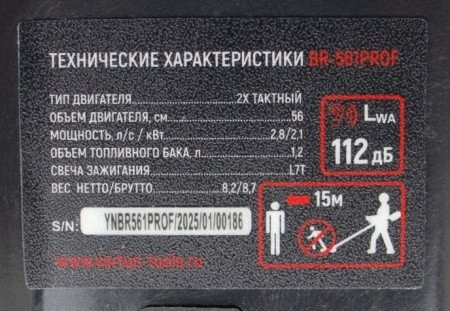 ТЕХНИЧЕСКИЕ ХАРАКТЕРИСТИКИ BR-561PROF
ТИП ДВИГАТЕЛЯ 2Х ТАКТНЫЙ
ОБЪЕМ ДВИГАТЕЛЯ, см 56
МОЩНОСТЬ, л/с / кВт 2,8/2,1
ОБЪЕМ ТОПЛИВНОГО БАКА, л 1,2
СВЕЧА ЗАЖИГАНИЯ L7T
ВЕС НЕТТО/БРУТТО 8,2/8,7
S/N: YNBR561PROF/2025/01/00186
LWA
112 дБ
15М